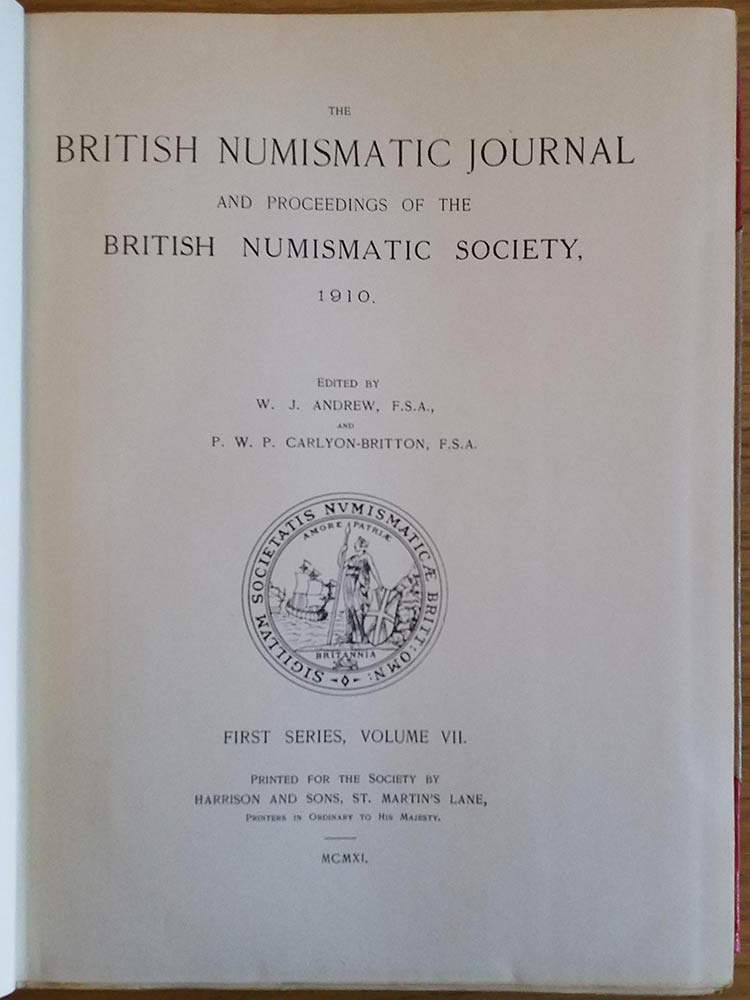 THE
BRITISH NUMISMATIC JOURNAL
AND PROCEEDINGS OF THE
BRITISH NUMISMATIC SOCIETY,
1910.
EDITED BY
W. J. ANDREW, F.S.A.,
AND
P. W. P. CARLYON-BRITTON, F.S.A.
SIGILLVM SOCIETATIS NVMISMATICÆ BRITT: OMN:
AMORE PATRIÆ
BRITANNIA
FIRST SERIES, VOLUME VII.
PRINTED FOR THE SOCIETY BY
HARRISON AND SONS, ST. MARTIN'S LANE,
PRINTERS IN ORDINARY TO HIS MAJESTY.
MCMXI.